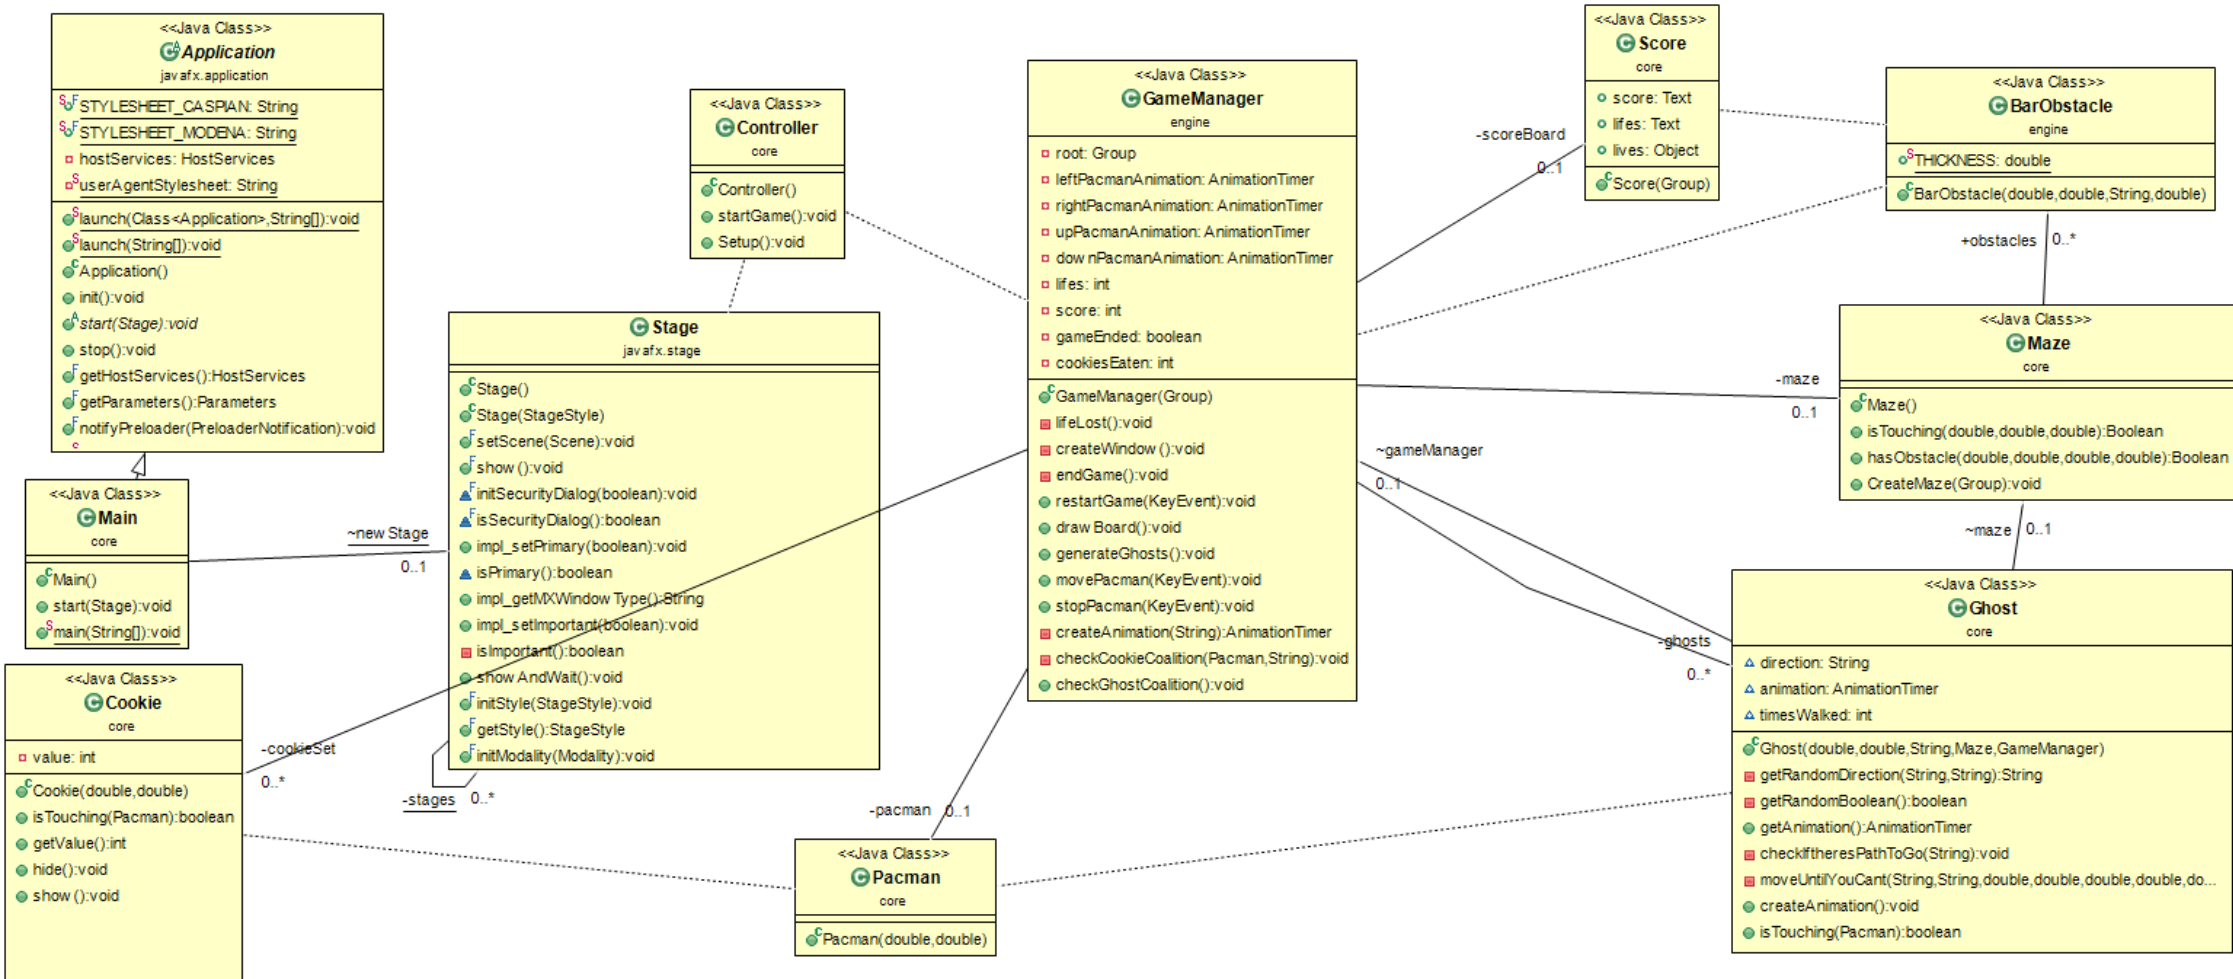 <<Java Class>>
Application
javafx.application
STYLESHEET_CASPIAN: String
STYLESHEET_MODENA: String
hostServices: HostServices
userAgentStylesheet: String
launch(Class<Application>,String[]):void
launch(String[]):void
Application()
init():void
start(Stage):void
stop():void
getHostServices():HostServices
getParameters():Parameters
notifyPreloader(PreloaderNotification):void
<<Java Class>>
Main
core
Main()
start(Stage):void
main(String[]):void
~newStage
0..1
<<Java Class>>
Cookie
core
value: int
Cookie(double,double)
isTouching(Pacman):boolean
getValue():int
hide():void
show():void
-cookieSet
0..*
<<Java Class>>
Controller
core
Controller()
startGame():void
Setup():void
Stage
javafx.stage
Stage()
Stage(StageStyle)
setScene(Scene):void
show():void
initSecurityDialog(boolean):void
isSecurityDialog():boolean
impl_setPrimary(boolean):void
isPrimary():boolean
impl_getMXWindowType():String
impl_setImportant(boolean):void
isImportant():boolean
showAndWait():void
initStyle(StageStyle):void
getStyle():StageStyle
initModality(Modality):void
-stages
0..*
<<Java Class>>
GameManager
engine
root: Group
leftPacmanAnimation: AnimationTimer
rightPacmanAnimation: AnimationTimer
upPacmanAnimation: AnimationTimer
downPacmanAnimation: AnimationTimer
lifes: int
score: int
gameEnded: boolean
cookiesEaten: int
GameManager(Group)
lifeLost():void
createWindow():void
endGame():void
restartGame(KeyEvent):void
drawBoard():void
generateGhosts():void
movePacman(KeyEvent):void
stopPacman(KeyEvent):void
createAnimation(String):AnimationTimer
checkCookieCoalition(Pacman,String):void
checkGhostCoalition():void
-pacman
0..1
<<Java Class>>
Pacman
core
Pacman(double,double)
-scoreBoard
0..1
<<Java Class>>
Score
core
score: Text
lifes: Text
lives: Object
Score(Group)
<<Java Class>>
BarObstacle
engine
THICKNESS: double
BarObstacle(double,double,String,double)
+obstacles
0..*
-maze
0..1
<<Java Class>>
Maze
core
Maze()
isTouching(double,double,double):Boolean
hasObstacle(double,double,double,double):Boolean
CreateMaze(Group):void
~maze
0..1
~gameManager
0..1
-ghosts
0..*
<<Java Class>>
Ghost
core
direction: String
animation: AnimationTimer
timesWalked: int
Ghost(double,double,String,Maze,GameManager)
getRandomDirection(String,String):String
getRandomBoolean():boolean
getAnimation():AnimationTimer
checkIftheresPathToGo(String):void
moveUntilYouCant(String,String,double,double,double,double,do...
createAnimation():void
isTouching(Pacman):boolean